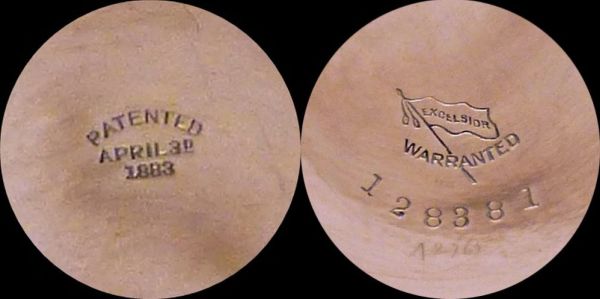 PATENTED
APRIL 3D
1883
EXCELSIOR
WARRANTED
128381